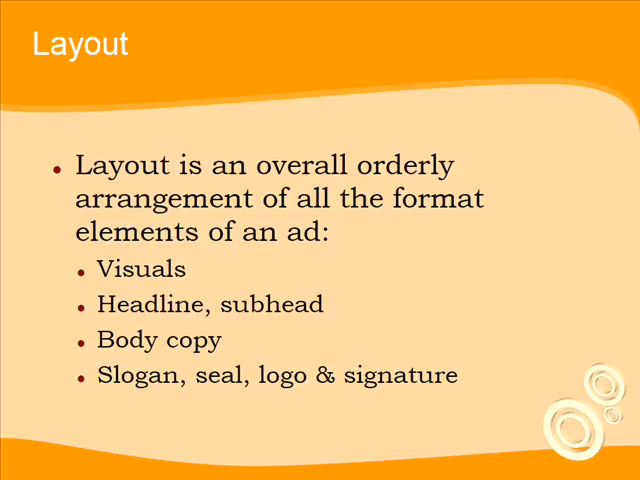 Layout
• Layout is an overall orderly
arrangement of all the format
elements of an ad:
• Visuals
• Headline, subhead
• Body copy
• Slogan, seal, logo & signature